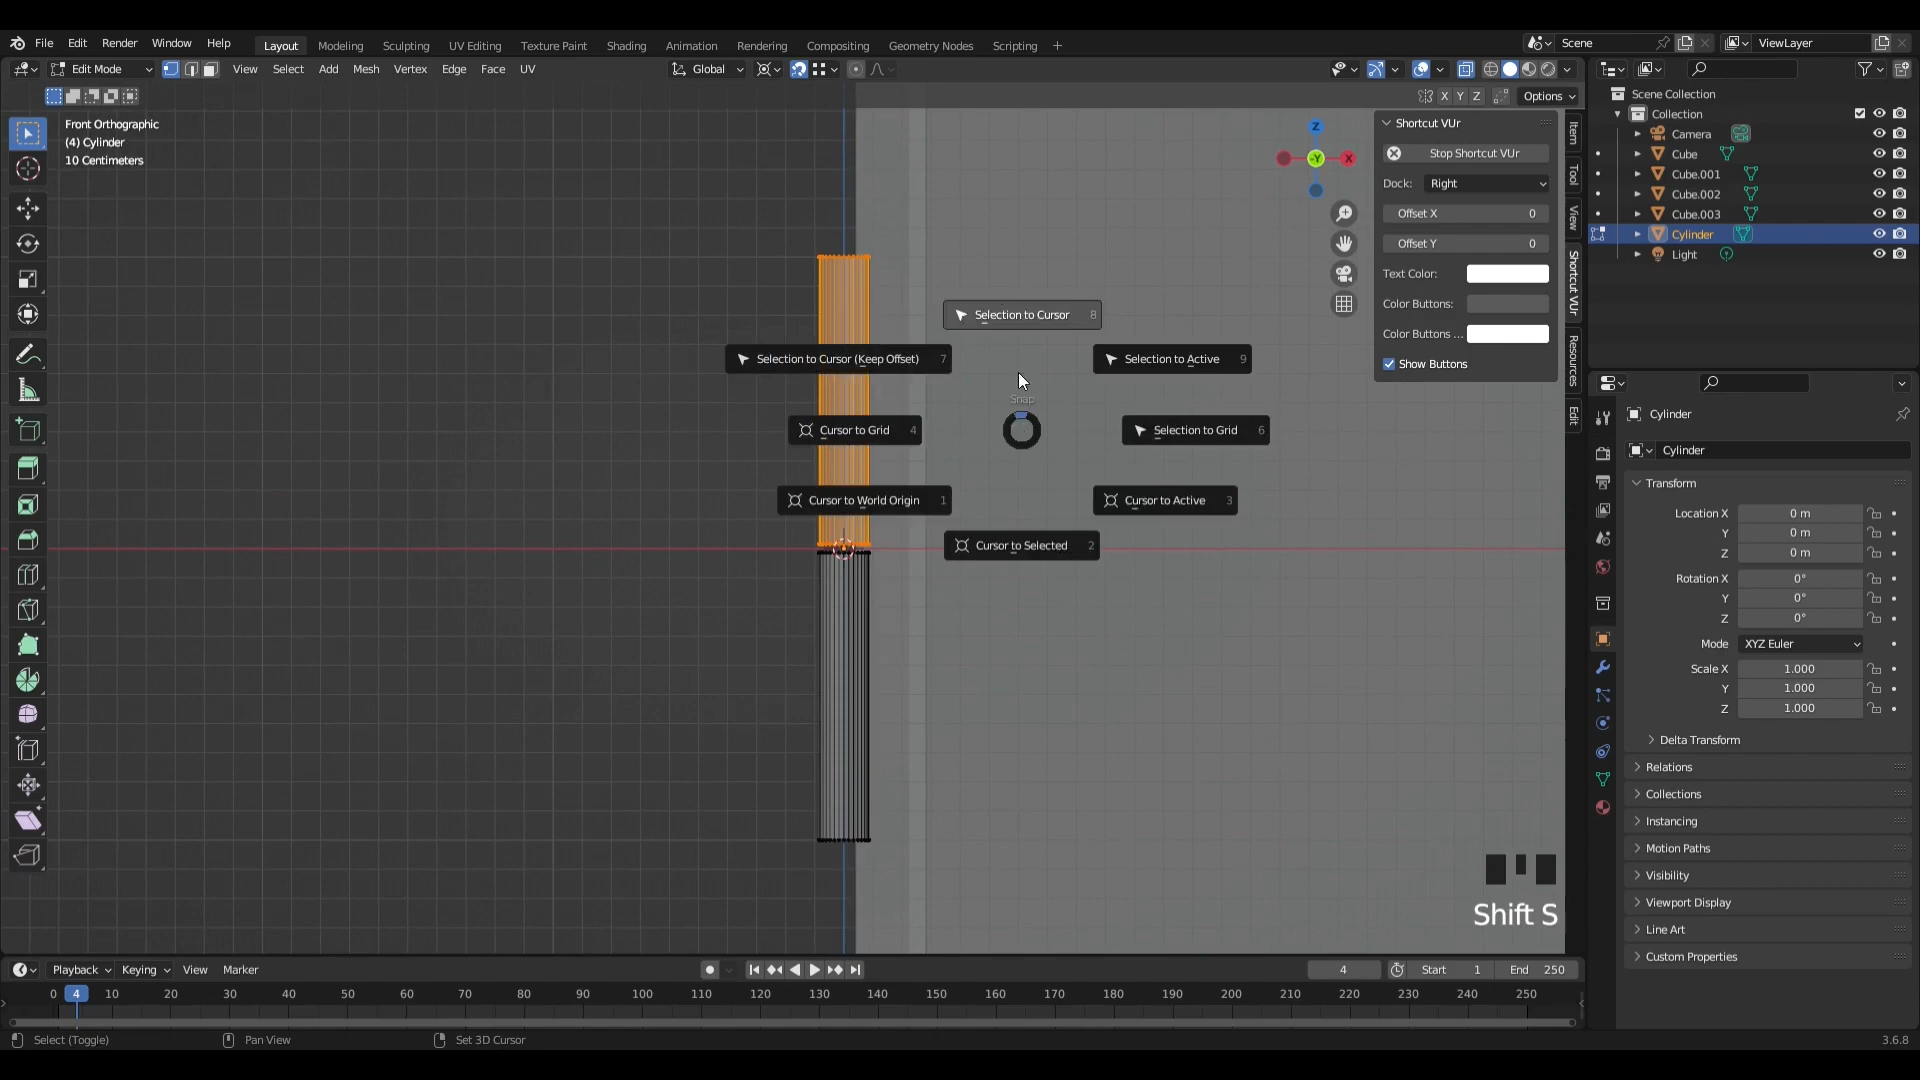 File Edit Render Window Help Layout Modeling Sculpting UV Editing Texture Paint Shading Animation Rendering Compositing Geometry Nodes Scripting + Scene ViewLayer
Edit Mode View Select Add Mesh Vertex Edge Face UV Global
X Y Z Options
Front Orthographic
(4) Cylinder
10 Centimeters
Z
-Y X
Shortcut VUr
Stop Shortcut VUr
Dock: Right
Offset X 0
Offset Y 0
Text Color:
Color Buttons:
Color Buttons ...
Show Buttons
Item
Tool
View
Shortcut VUr
Resources
Edit
Selection to Cursor 8
Selection to Cursor (Keep Offset) 7
Selection to Active 9
Snap
Cursor to Grid 4
Selection to Grid 6
Cursor to World Origin 1
Cursor to Active 3
Cursor to Selected 2
Shift S
Scene Collection
Collection
Camera
Cube
Cube.001
Cube.002
Cube.003
Cylinder
Light
Cylinder
Cylinder
Transform
Location X 0 m
Y 0 m
Z 0 m
Rotation X 0°
Y 0°
Z 0°
Mode XYZ Euler
Scale X 1.000
Y 1.000
Z 1.000
Delta Transform
Relations
Collections
Instancing
Motion Paths
Visibility
Viewport Display
Line Art
Custom Properties
Playback Keying View Marker 4 Start 1 End 250
0 4 10 20 30 40 50 60 70 80 90 100 110 120 130 140 150 160 170 180 190 200 210 220 230 240 250
Select (Toggle) Pan View Set 3D Cursor 3.6.8